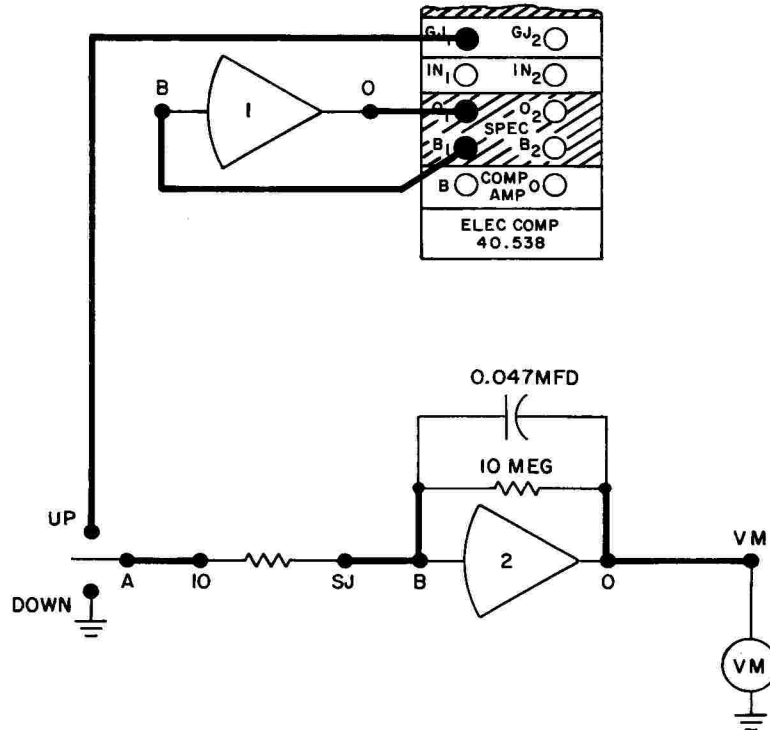 GJ1 GJ2
IN1 IN2
B 1 O
O1 O2
SPEC
B1 B2
B COMP O
AMP
ELEC COMP
40.538
0.047MFD
10 MEG
UP
VM
2
A 10 SJ B O
DOWN
VM